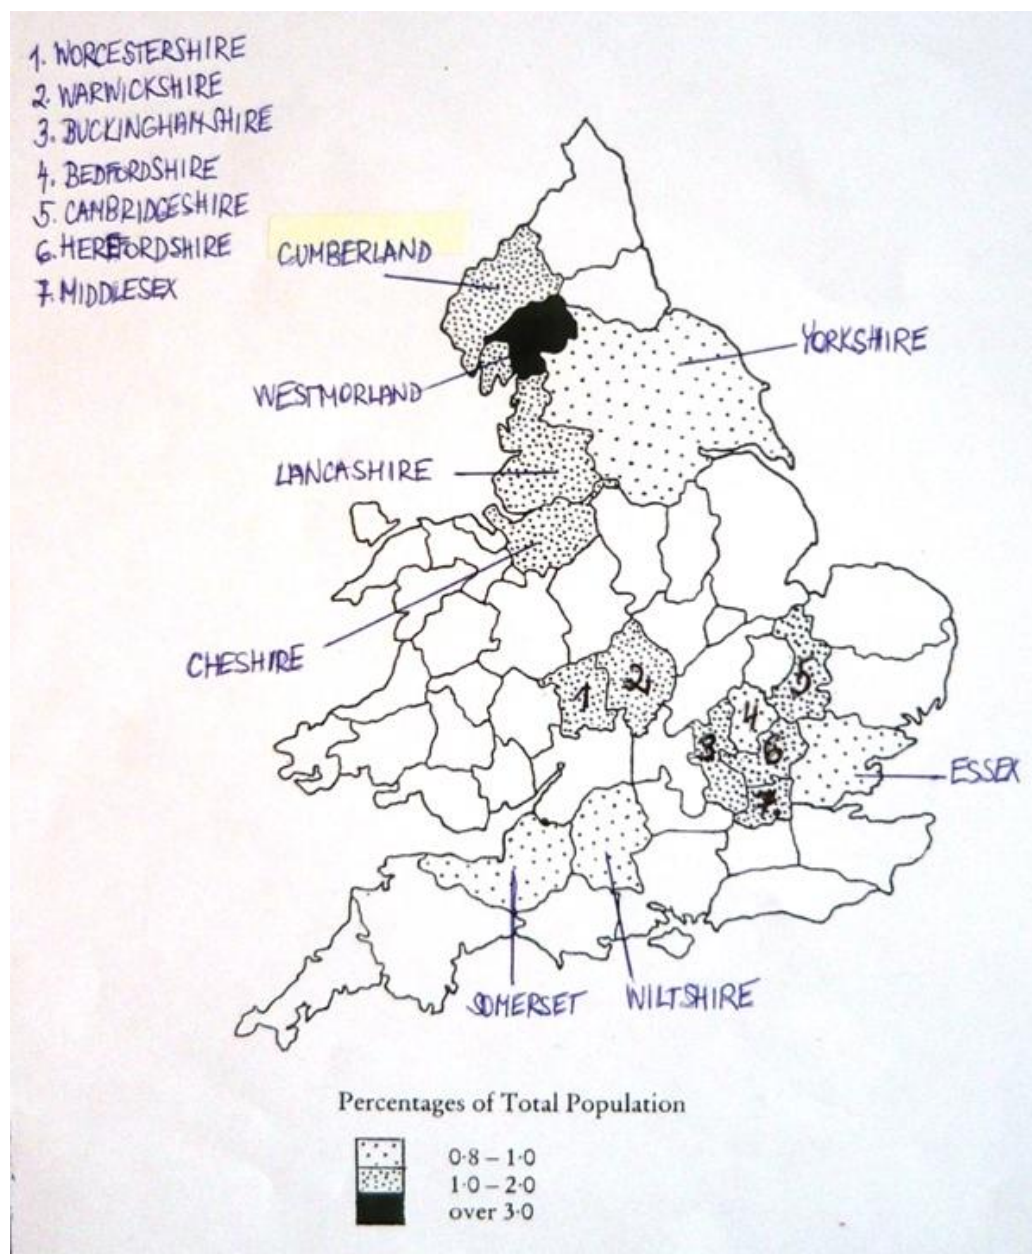 1. WORCESTERSHIRE
2. WARWICKSHIRE
3. BUCKINGHAMSHIRE
4. BEDFORDSHIRE
5. CAMBRIDGESHIRE
6. HEREFORDSHIRE
7. MIDDLESEX
CUMBERLAND
YORKSHIRE
WESTMORLAND
LANCASHIRE
CHESHIRE
1
2
5
4
3
6
7
ESSEX
SOMERSET
WILTSHIRE
Percentages of Total Population
0·8 – 1·0
1·0 – 2·0
over 3·0